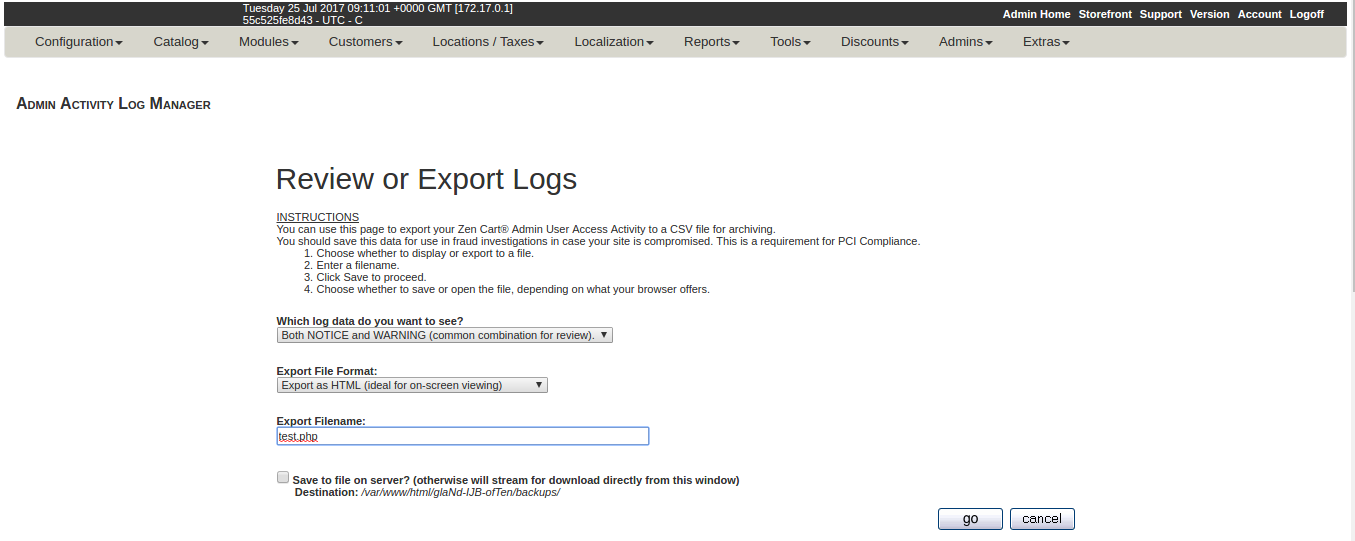 Tuesday 25 Jul 2017 09:11:01 +0000 GMT [172.17.0.1]
55c525fe8d43 - UTC - C
Admin Home Storefront Support Version Account Logoff
Configuration Catalog Modules Customers Locations / Taxes Localization Reports Tools Discounts Admins Extras
Admin Activity Log Manager
Review or Export Logs
INSTRUCTIONS
You can use this page to export your Zen Cart® Admin User Access Activity to a CSV file for archiving.
You should save this data for use in fraud investigations in case your site is compromised. This is a requirement for PCI Compliance.
1. Choose whether to display or export to a file.
2. Enter a filename.
3. Click Save to proceed.
4. Choose whether to save or open the file, depending on what your browser offers.
Which log data do you want to see?
Both NOTICE and WARNING (common combination for review).
Export File Format:
Export as HTML (ideal for on-screen viewing)
Export Filename:
test.php
Save to file on server? (otherwise will stream for download directly from this window)
Destination: /var/www/html/glaNd-IJB-ofTen/backups/
go cancel